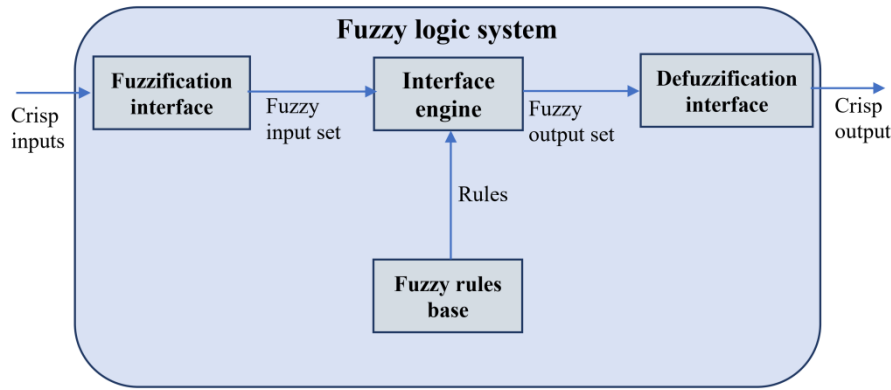 Fuzzy logic system
Fuzzification
interface
Interface
engine
Defuzzification
interface
Crisp
inputs
Fuzzy
input set
Fuzzy
output set
Crisp
output
Rules
Fuzzy rules
base